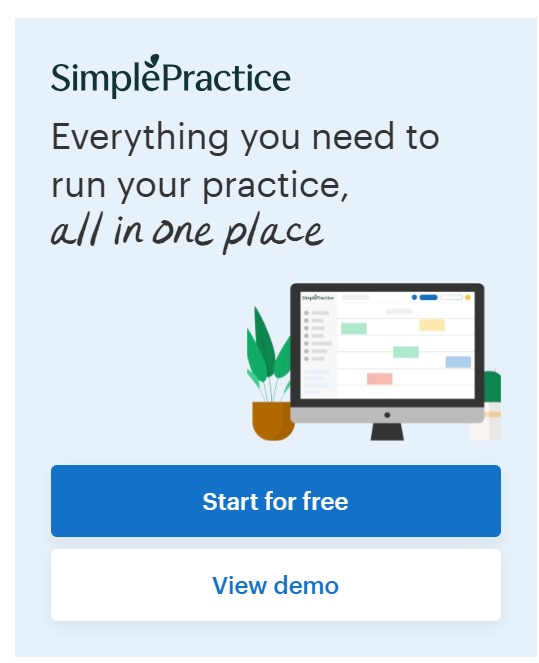 SimplePractice
Everything you need to
run your practice,
all in one place
SimplePractice
Start for free
View demo